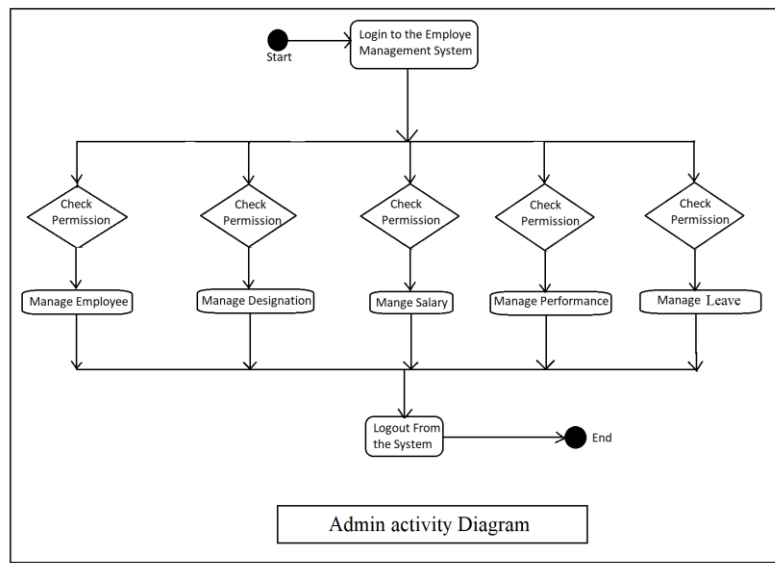 Login to the Employe
Management System
Start
Check
Permission
Check
Permission
Check
Permission
Check
Permission
Check
Permission
Manage Employee
Manage Designation
Mange Salary
Manage Performance
Manage Leave
Logout From
the System
End
Admin activity Diagram